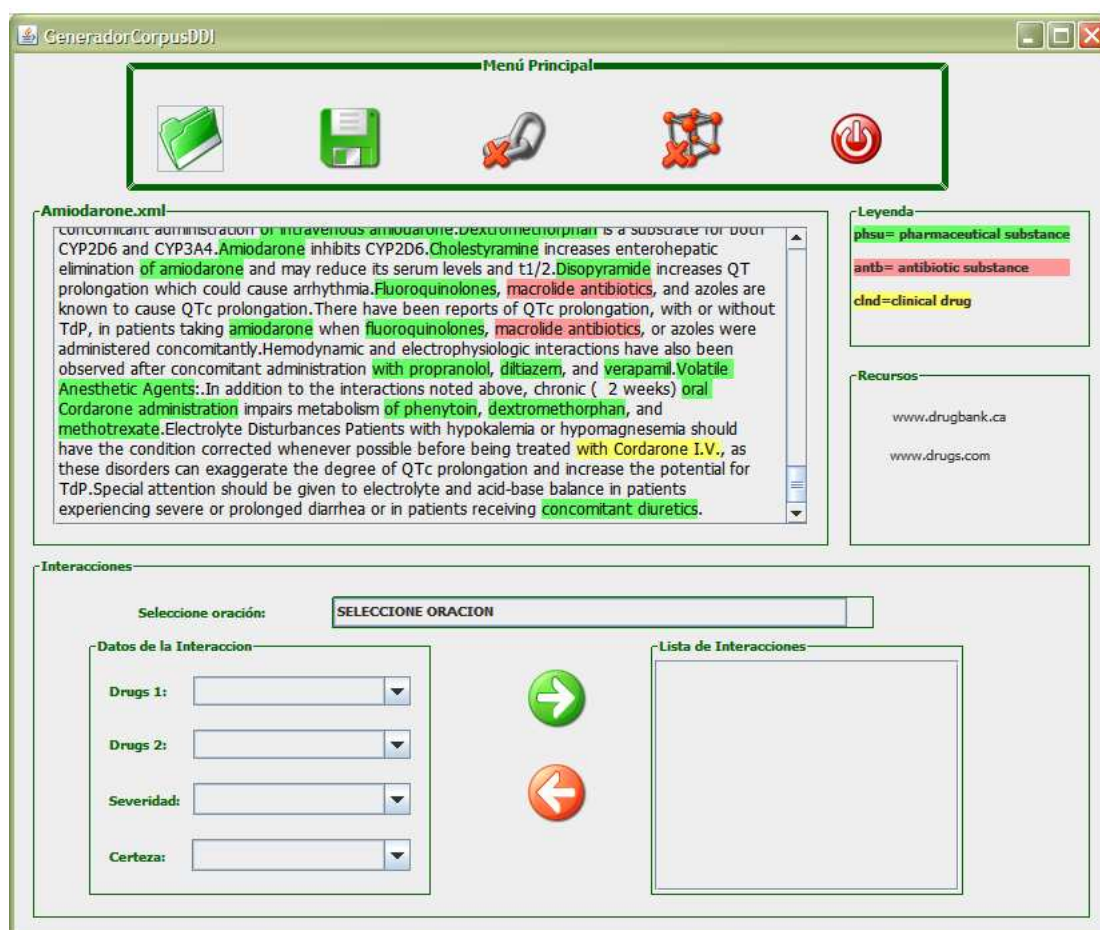 GeneradorCorpusDDI
Menú Principal
Amiodarone.xml
concomitant administration of intravenous amiodarone.Dextromethorphan is a substrate for both
CYP2D6 and CYP3A4.Amiodarone inhibits CYP2D6.Cholestyramine increases enterohepatic
elimination of amiodarone and may reduce its serum levels and t1/2.Disopyramide increases QT
prolongation which could cause arrhythmia.Fluoroquinolones, macrolide antibiotics, and azoles are
known to cause QTc prolongation.There have been reports of QTc prolongation, with or without
TdP, in patients taking amiodarone when fluoroquinolones, macrolide antibiotics, or azoles were
administered concomitantly.Hemodynamic and electrophysiologic interactions have also been
observed after concomitant administration with propranolol, diltiazem, and verapamil.Volatile
Anesthetic Agents:.In addition to the interactions noted above, chronic ( 2 weeks) oral
Cordarone administration impairs metabolism of phenytoin, dextromethorphan, and
methotrexate.Electrolyte Disturbances Patients with hypokalemia or hypomagnesemia should
have the condition corrected whenever possible before being treated with Cordarone I.V., as
these disorders can exaggerate the degree of QTc prolongation and increase the potential for
TdP.Special attention should be given to electrolyte and acid-base balance in patients
experiencing severe or prolonged diarrhea or in patients receiving concomitant diuretics.
Leyenda
phsu= pharmaceutical substance
antb= antibiotic substance
clnd=clinical drug
Recursos
www.drugbank.ca
www.drugs.com
Interacciones
Seleccione oración:
SELECCIONE ORACION
Datos de la Interaccion
Drugs 1:
Drugs 2:
Severidad:
Certeza:
Lista de Interacciones